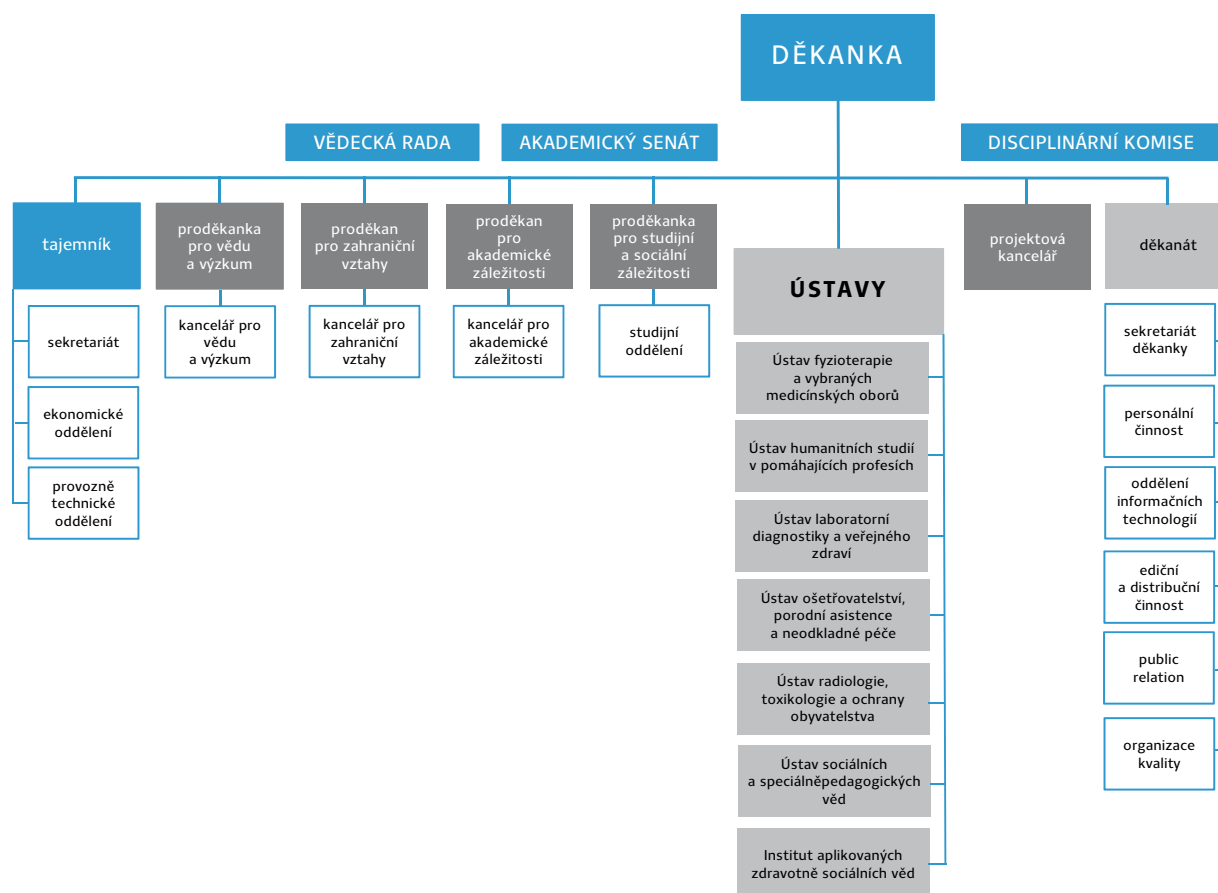 DĚKANKA
VĚDECKÁ RADA
AKADEMICKÝ SENÁT
DISCIPLINÁRNÍ KOMISE
tajemník
proděkanka
pro vědu
a výzkum
proděkan
pro zahraniční
vztahy
proděkan
pro
akademické
záležitosti
proděkanka
pro studijní
a sociální
záležitosti
ÚSTAVY
projektová
kancelář
děkanát
sekretariát
ekonomické
oddělení
provozně
technické
oddělení
kancelář pro
vědu
a výzkum
kancelář pro
zahraniční
vztahy
kancelář pro
akademické
záležitosti
studijní
oddělení
Ústav fyzioterapie
a vybraných
medicínských oborů
Ústav humanitních studií
v pomáhajících profesích
Ústav laboratorní
diagnostiky a veřejného
zdraví
Ústav ošetřovatelství,
porodní asistence
a neodkladné péče
Ústav radiologie,
toxikologie a ochrany
obyvatelstva
Ústav sociálních
a speciálněpedagogických
věd
Institut aplikovaných
zdravotně sociálních věd
sekretariát
děkanky
personální
činnost
oddělení
informačních
technologií
ediční
a distribuční
činnost
public
relation
organizace
kvality